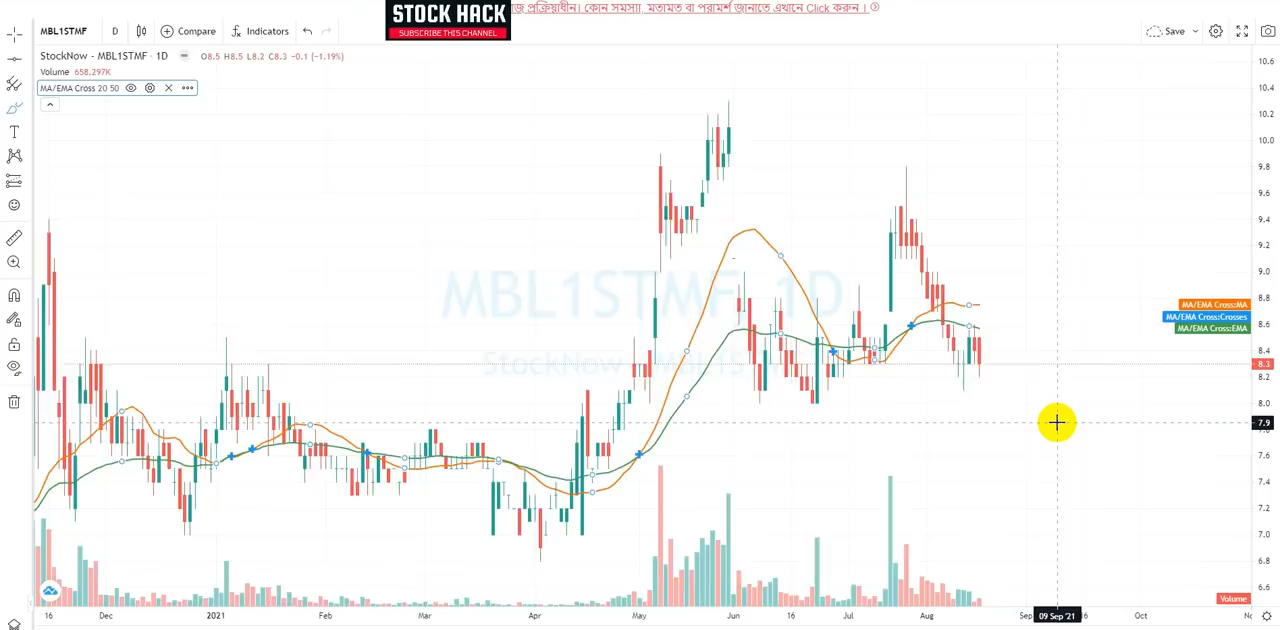 STOCK HACK
SUBSCRIBE THIS CHANNEL
প্রক্রিয়াধীন। কোন সমস্যা, মতামত বা পরামর্শ জানাতে এখানে Click করুন ।
MBL1STMF D Compare Indicators Save
StockNow - MBL1STMF · 1D O8.5 H8.5 L8.2 C8.3 -0.1 (-1.19%)
Volume 658.297K
MA/EMA Cross 20 50
MBL1STMF, 1D
10.6
10.4
10.2
10.0
9.8
9.6
9.4
9.2
9.0
8.8
MA/EMA Cross:MA
MA/EMA Cross:Crosses
8.6
MA/EMA Cross:EMA
8.4
8.3
8.2
8.0
7.9
7.6
7.4
7.2
7.0
6.8
6.6
Volume
16 Dec 2021 Feb Mar Apr May Jun 16 Jul Aug Sep 09 Sep '21 Oct